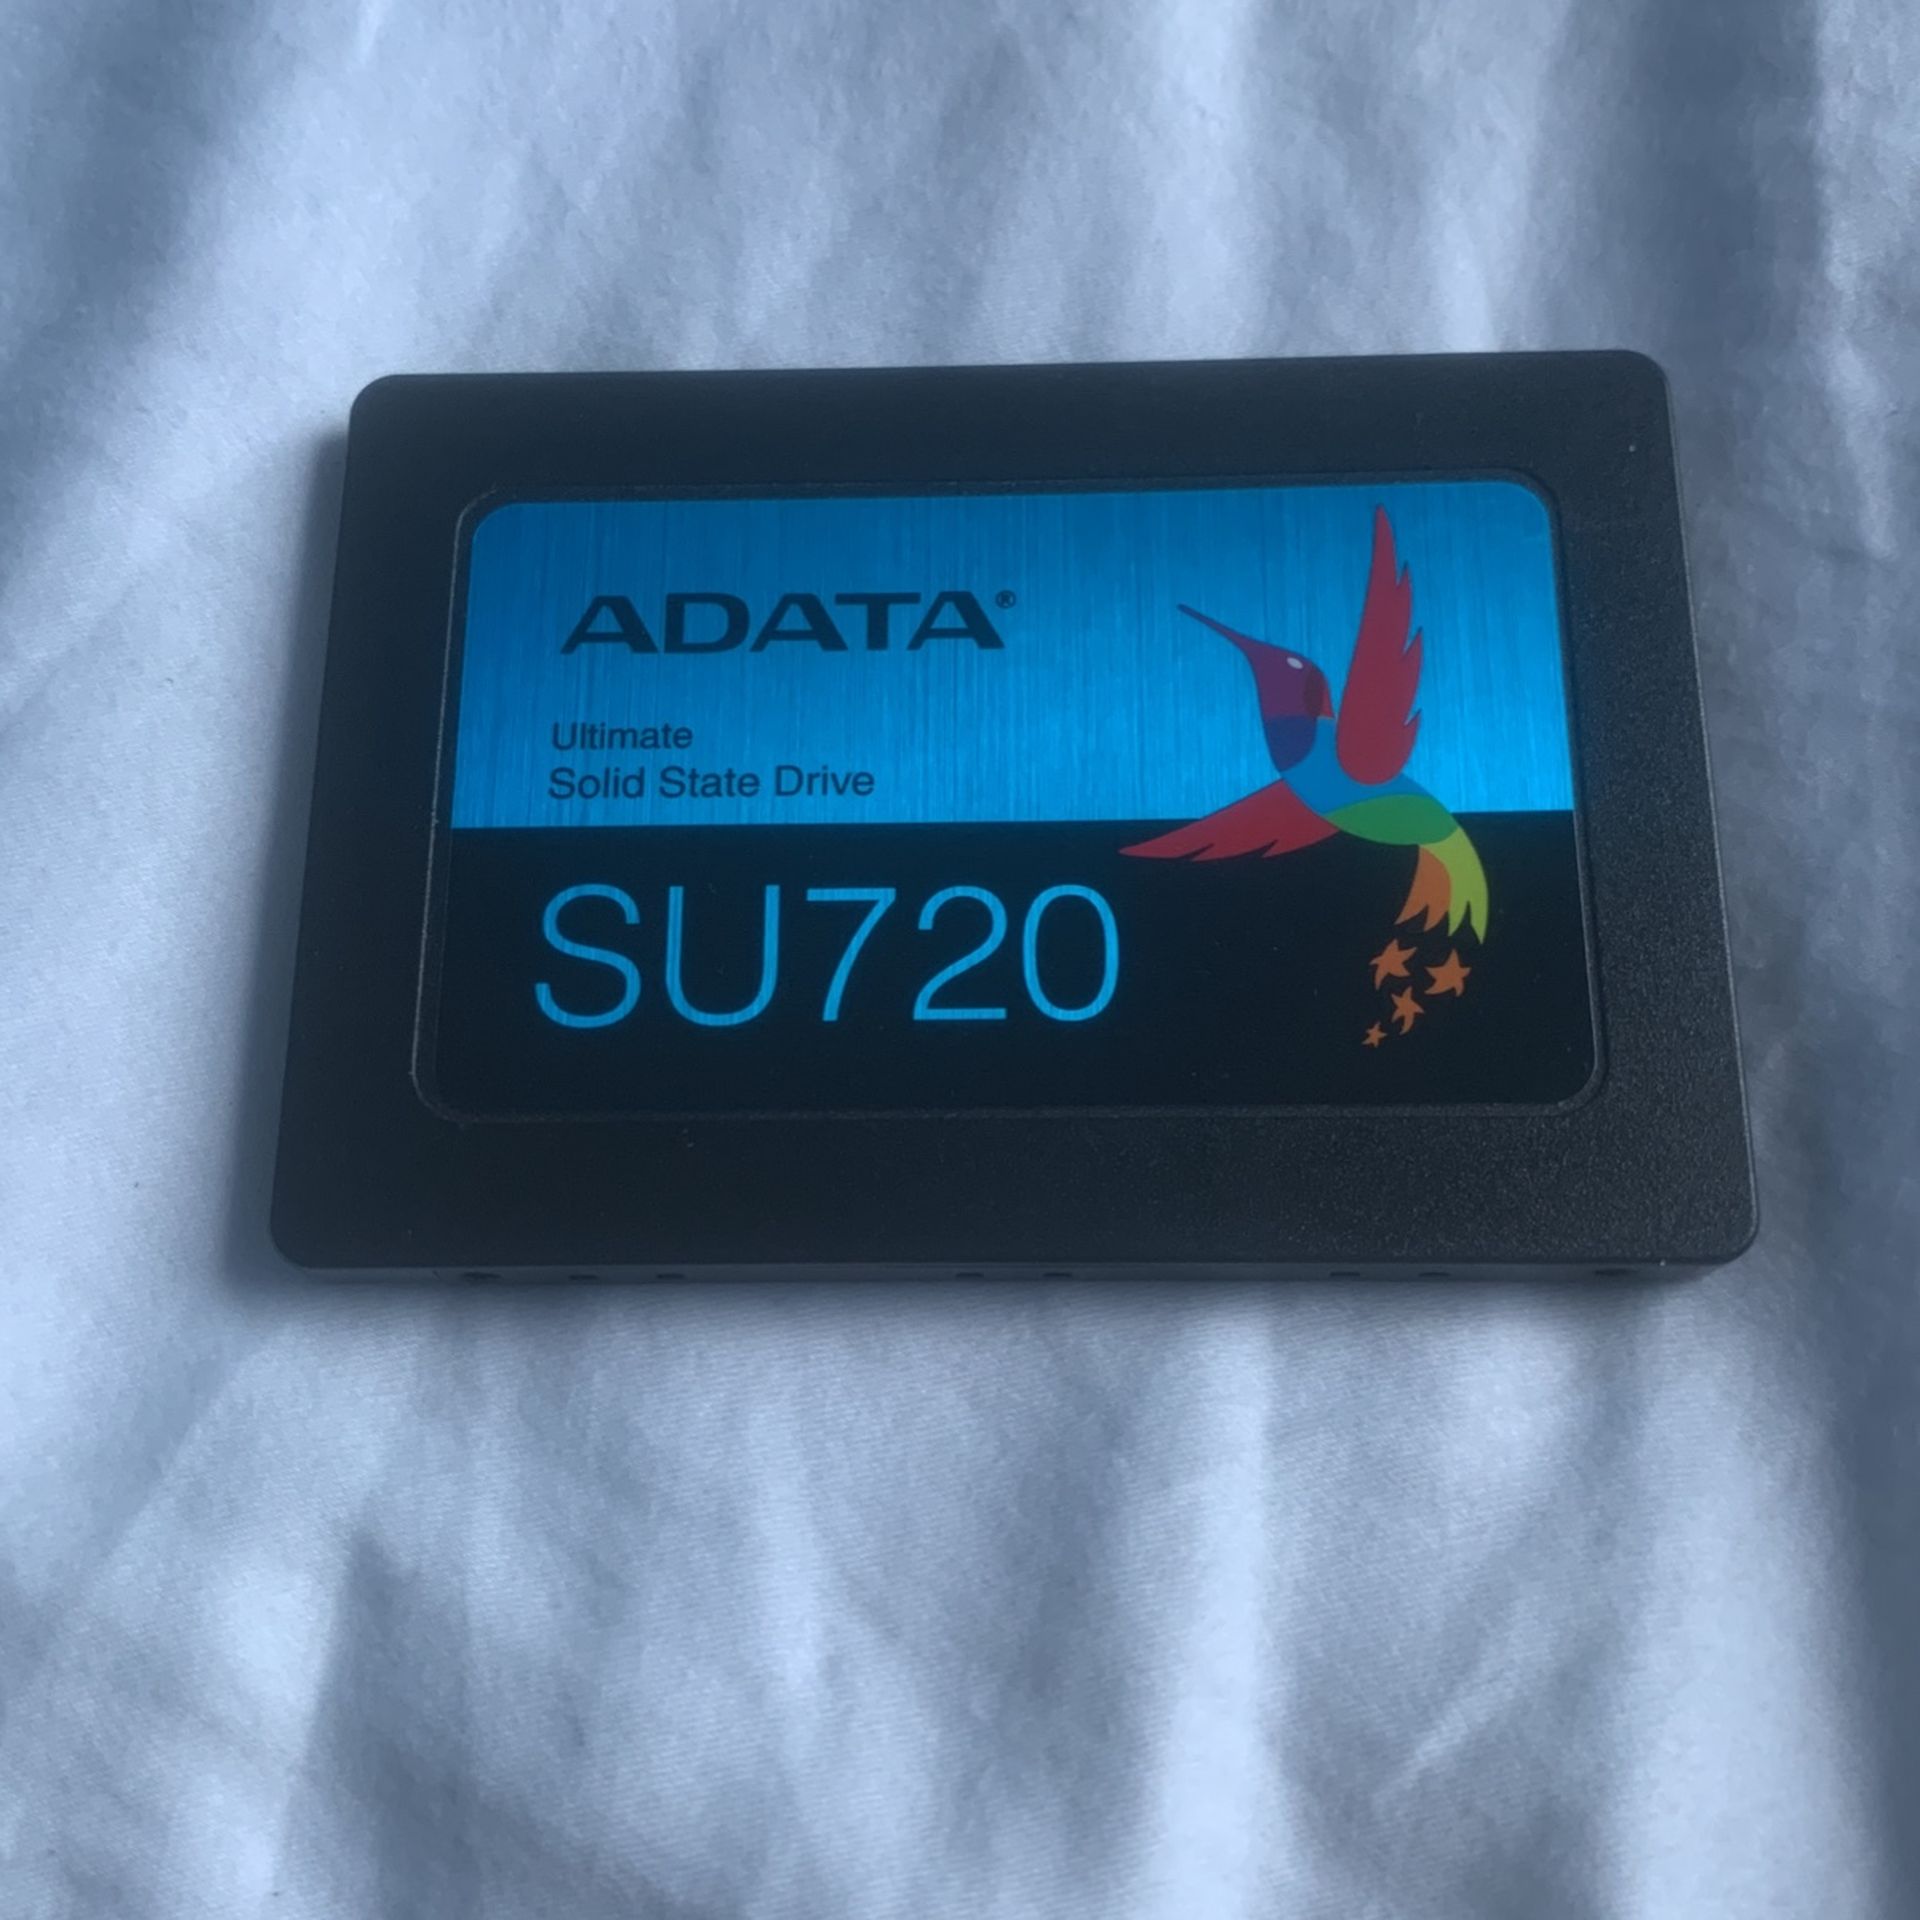 ADATA®
Ultimate
Solid State Drive
SU720